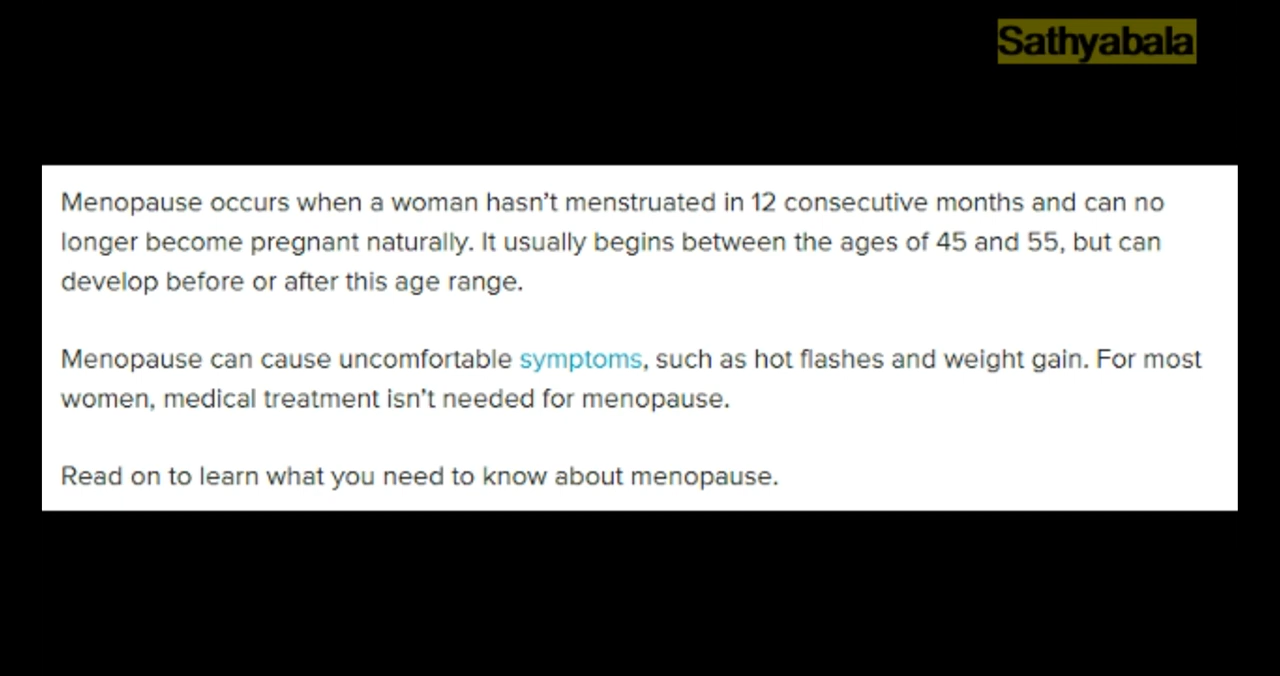 Sathyabala
Menopause occurs when a woman hasn’t menstruated in 12 consecutive months and can no
longer become pregnant naturally. It usually begins between the ages of 45 and 55, but can
develop before or after this age range.
Menopause can cause uncomfortable symptoms, such as hot flashes and weight gain. For most
women, medical treatment isn’t needed for menopause.
Read on to learn what you need to know about menopause.